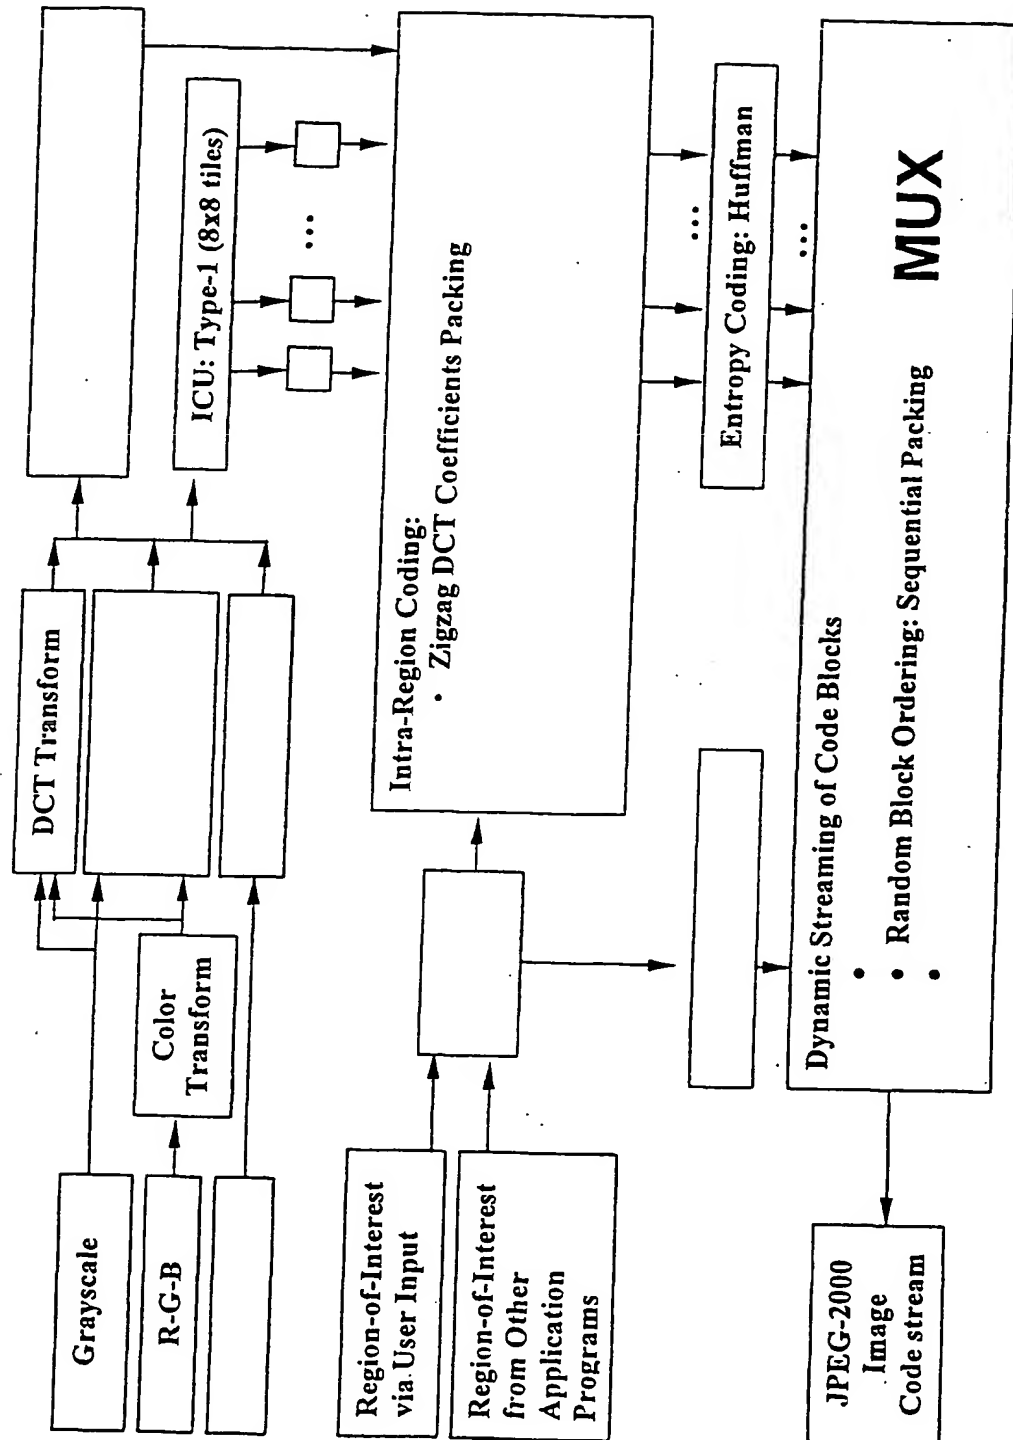 Grayscale
R-G-B
Color
Transform
DCT Transform
ICU: Type-1 (8x8 tiles)
...
Region-of-Interest
via User Input
Region-of-Interest
from Other
Application
Programs
Intra-Region Coding:
• Zigzag DCT Coefficients Packing
...
Entropy Coding: Huffman
...
Dynamic Streaming of Code Blocks
•
• Random Block Ordering: Sequential Packing
•
MUX
JPEG-2000
Image
Code stream